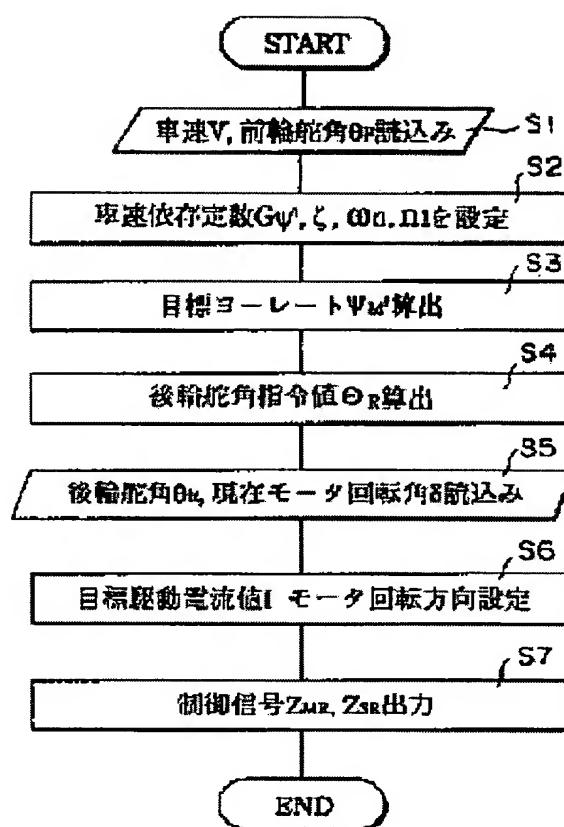 START
車速V, 前輪舵角θF読込み
S1
S2
車速依存定数Gψ', ζ, ωn, n1を設定
S3
目標ヨーレートΨM'算出
S4
後輪舵角指令値ΘR算出
S5
後輪舵角θR, 現在モータ回転角δ読込み
S6
目標駆動電流値I モータ回転方向設定
S7
制御信号ZMR, ZSR出力
END